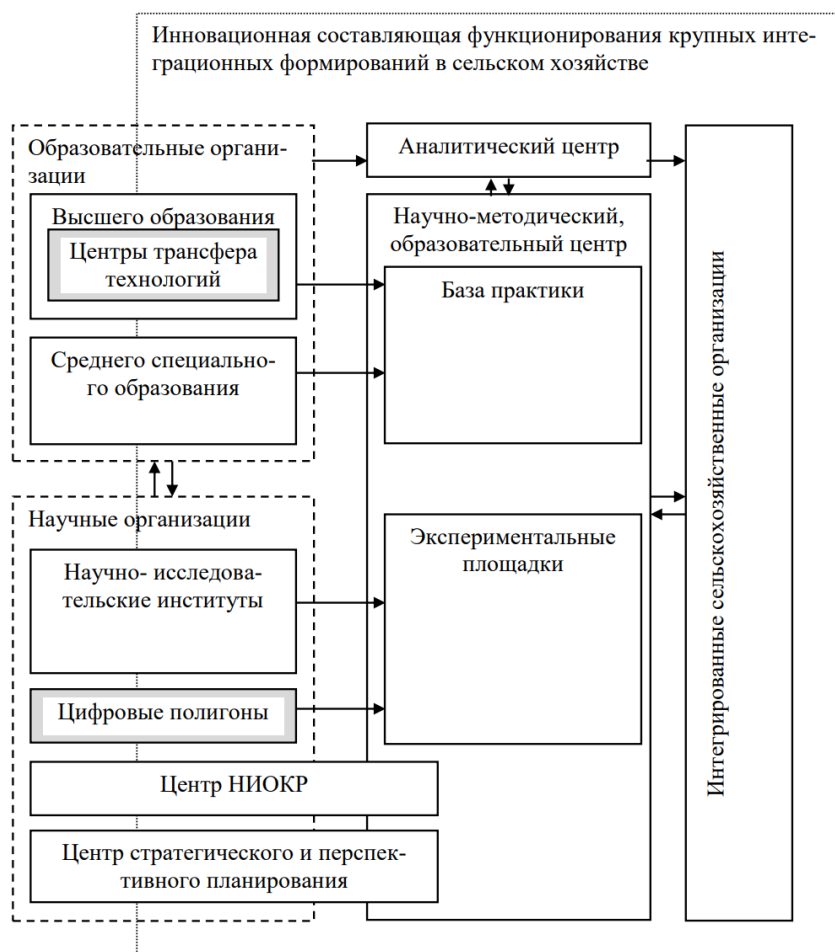 Инновационная составляющая функционирования крупных инте-
грационных формирований в сельском хозяйстве
Образовательные органи-
зации
Высшего образования
Центры трансфера
технологий
Среднего специально-
го образования
Научные организации
Научно- исследова-
тельские институты
Цифровые полигоны
Центр НИОКР
Центр стратегического и перспек-
тивного планирования
Аналитический центр
Научно-методический,
образовательный центр
База практики
Экспериментальные
площадки
Интегрированные сельскохозяйственные организации